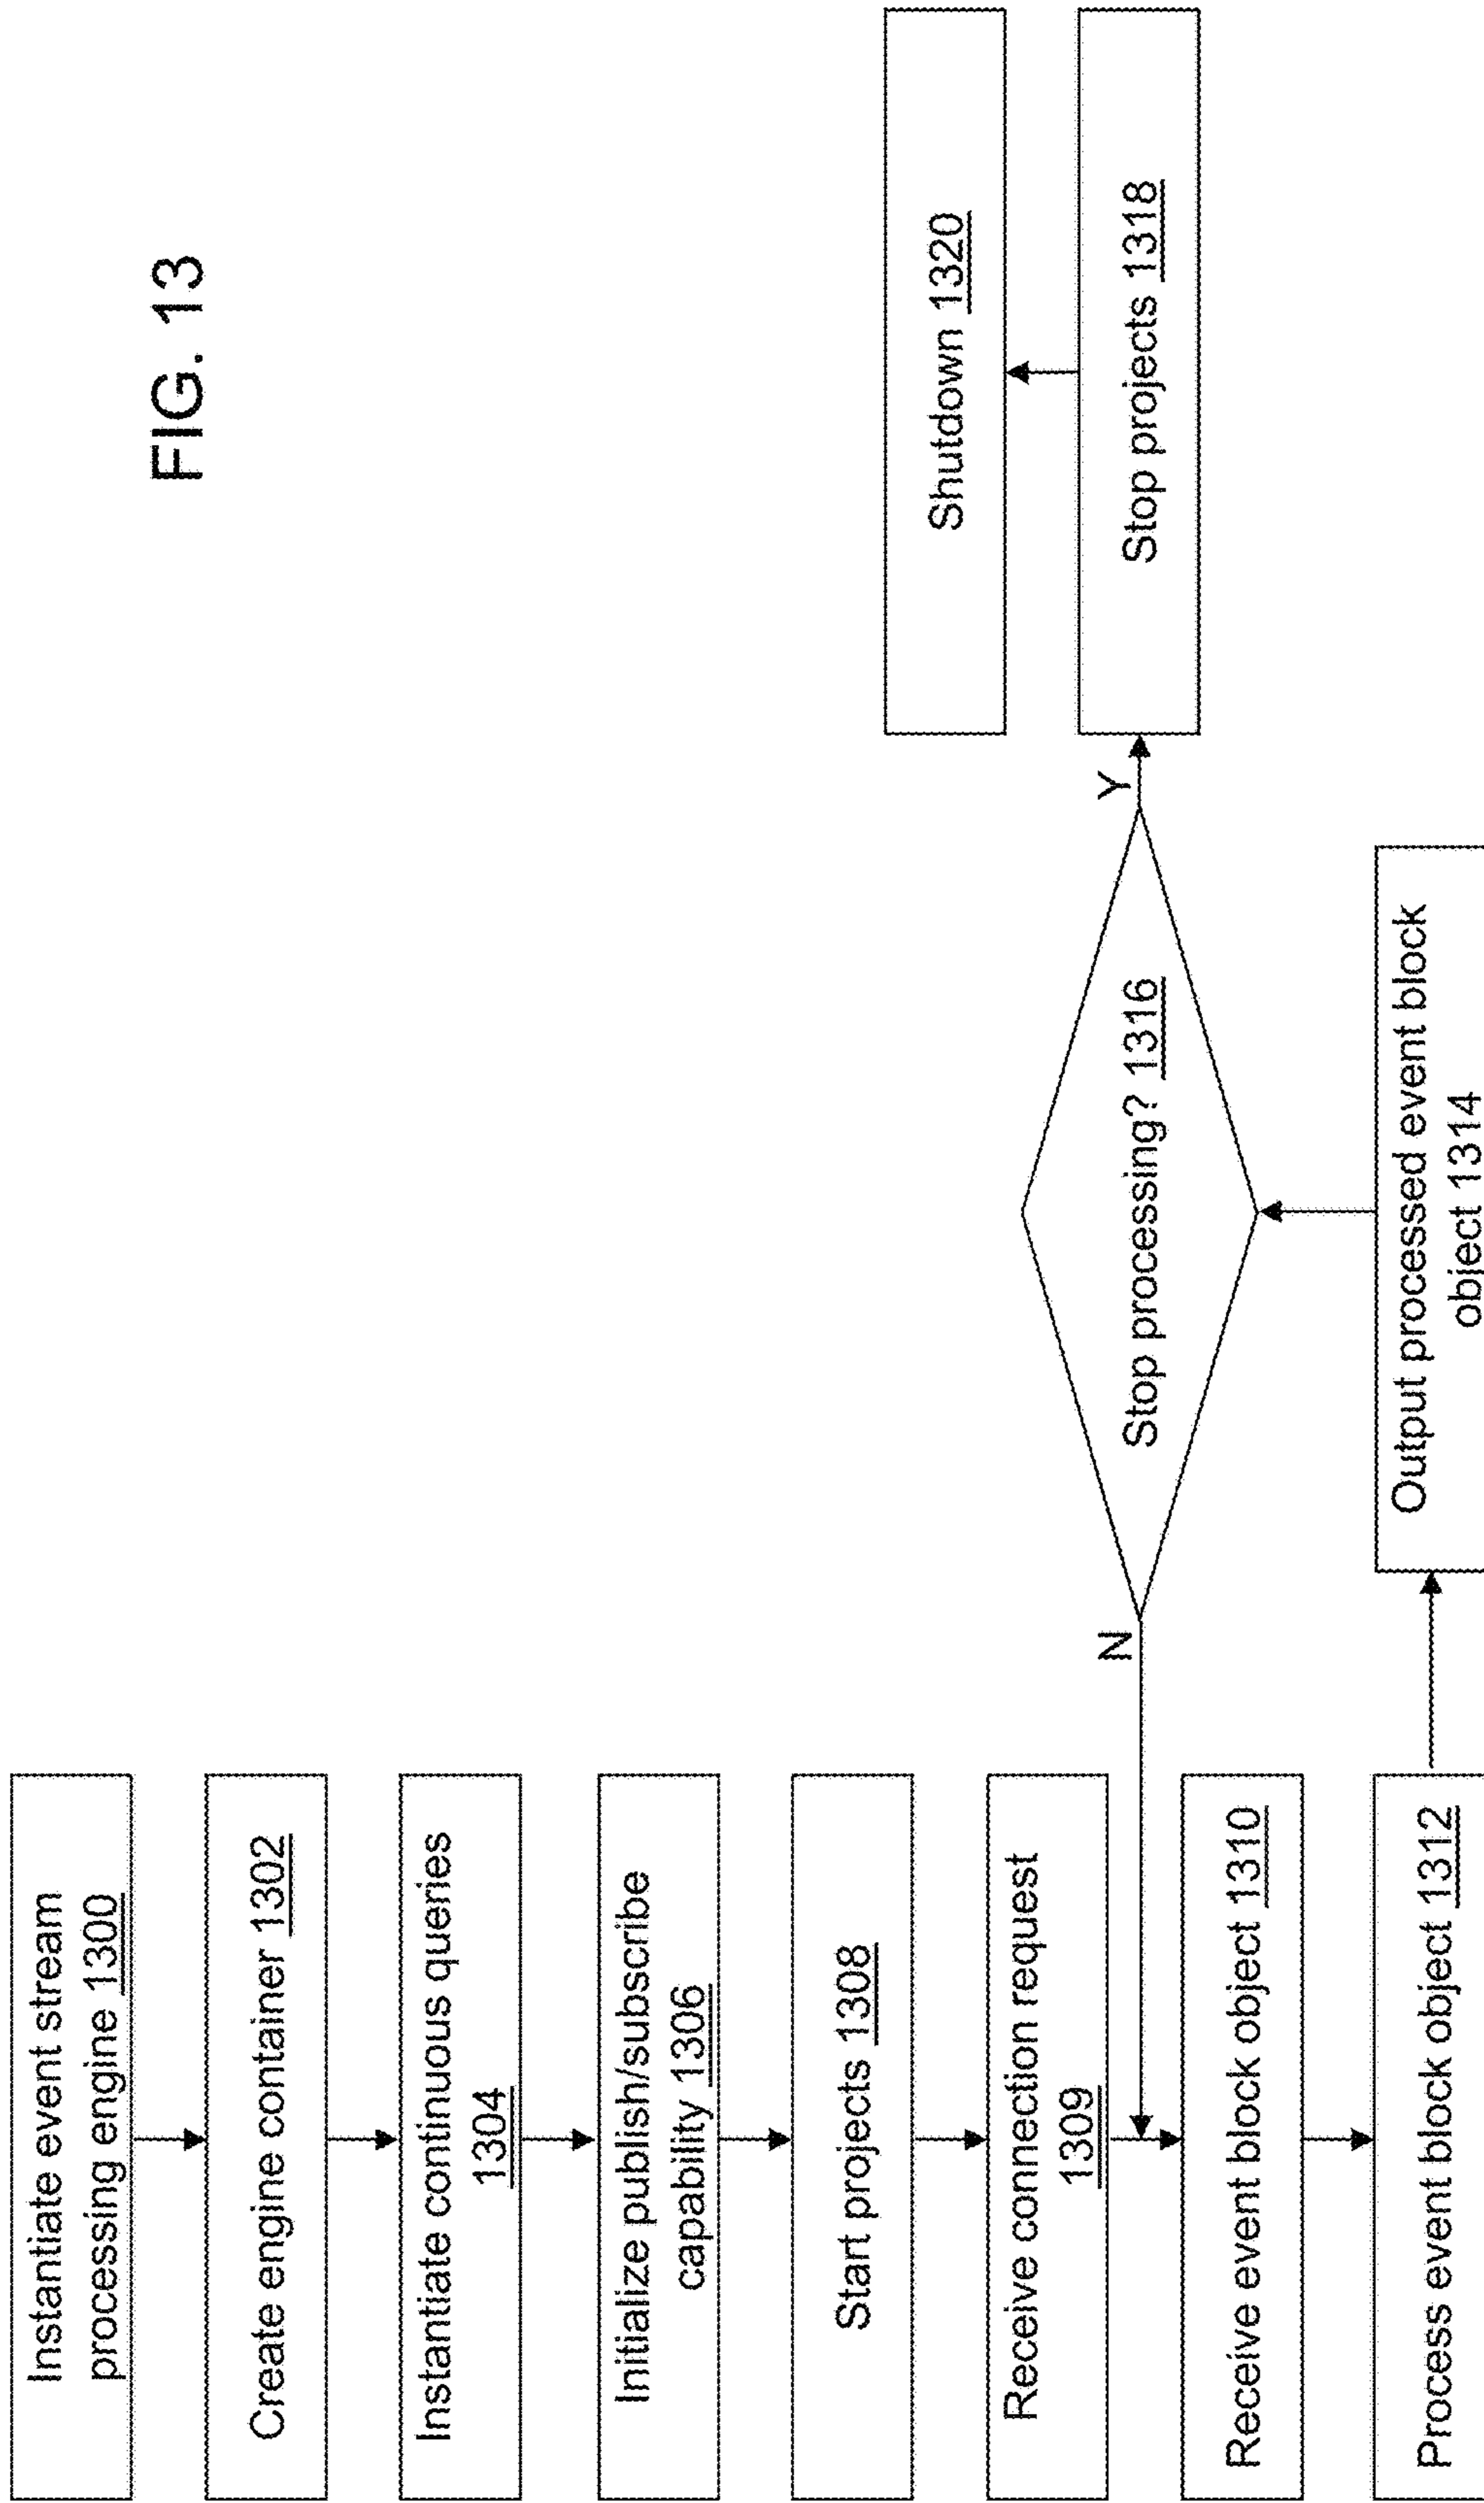 Instantiate event stream
processing engine 1300
Create engine container 1302
Instantiate continuous queries
1304
Initialize publish/subscribe
capability 1306
Start projects 1308
Receive connection request
1309
Receive event block object 1310
Process event block object 1312
Output processed event block
object 1314
Stop processing? 1316
N
Y
Stop projects 1318
Shutdown 1320
FIG. 13